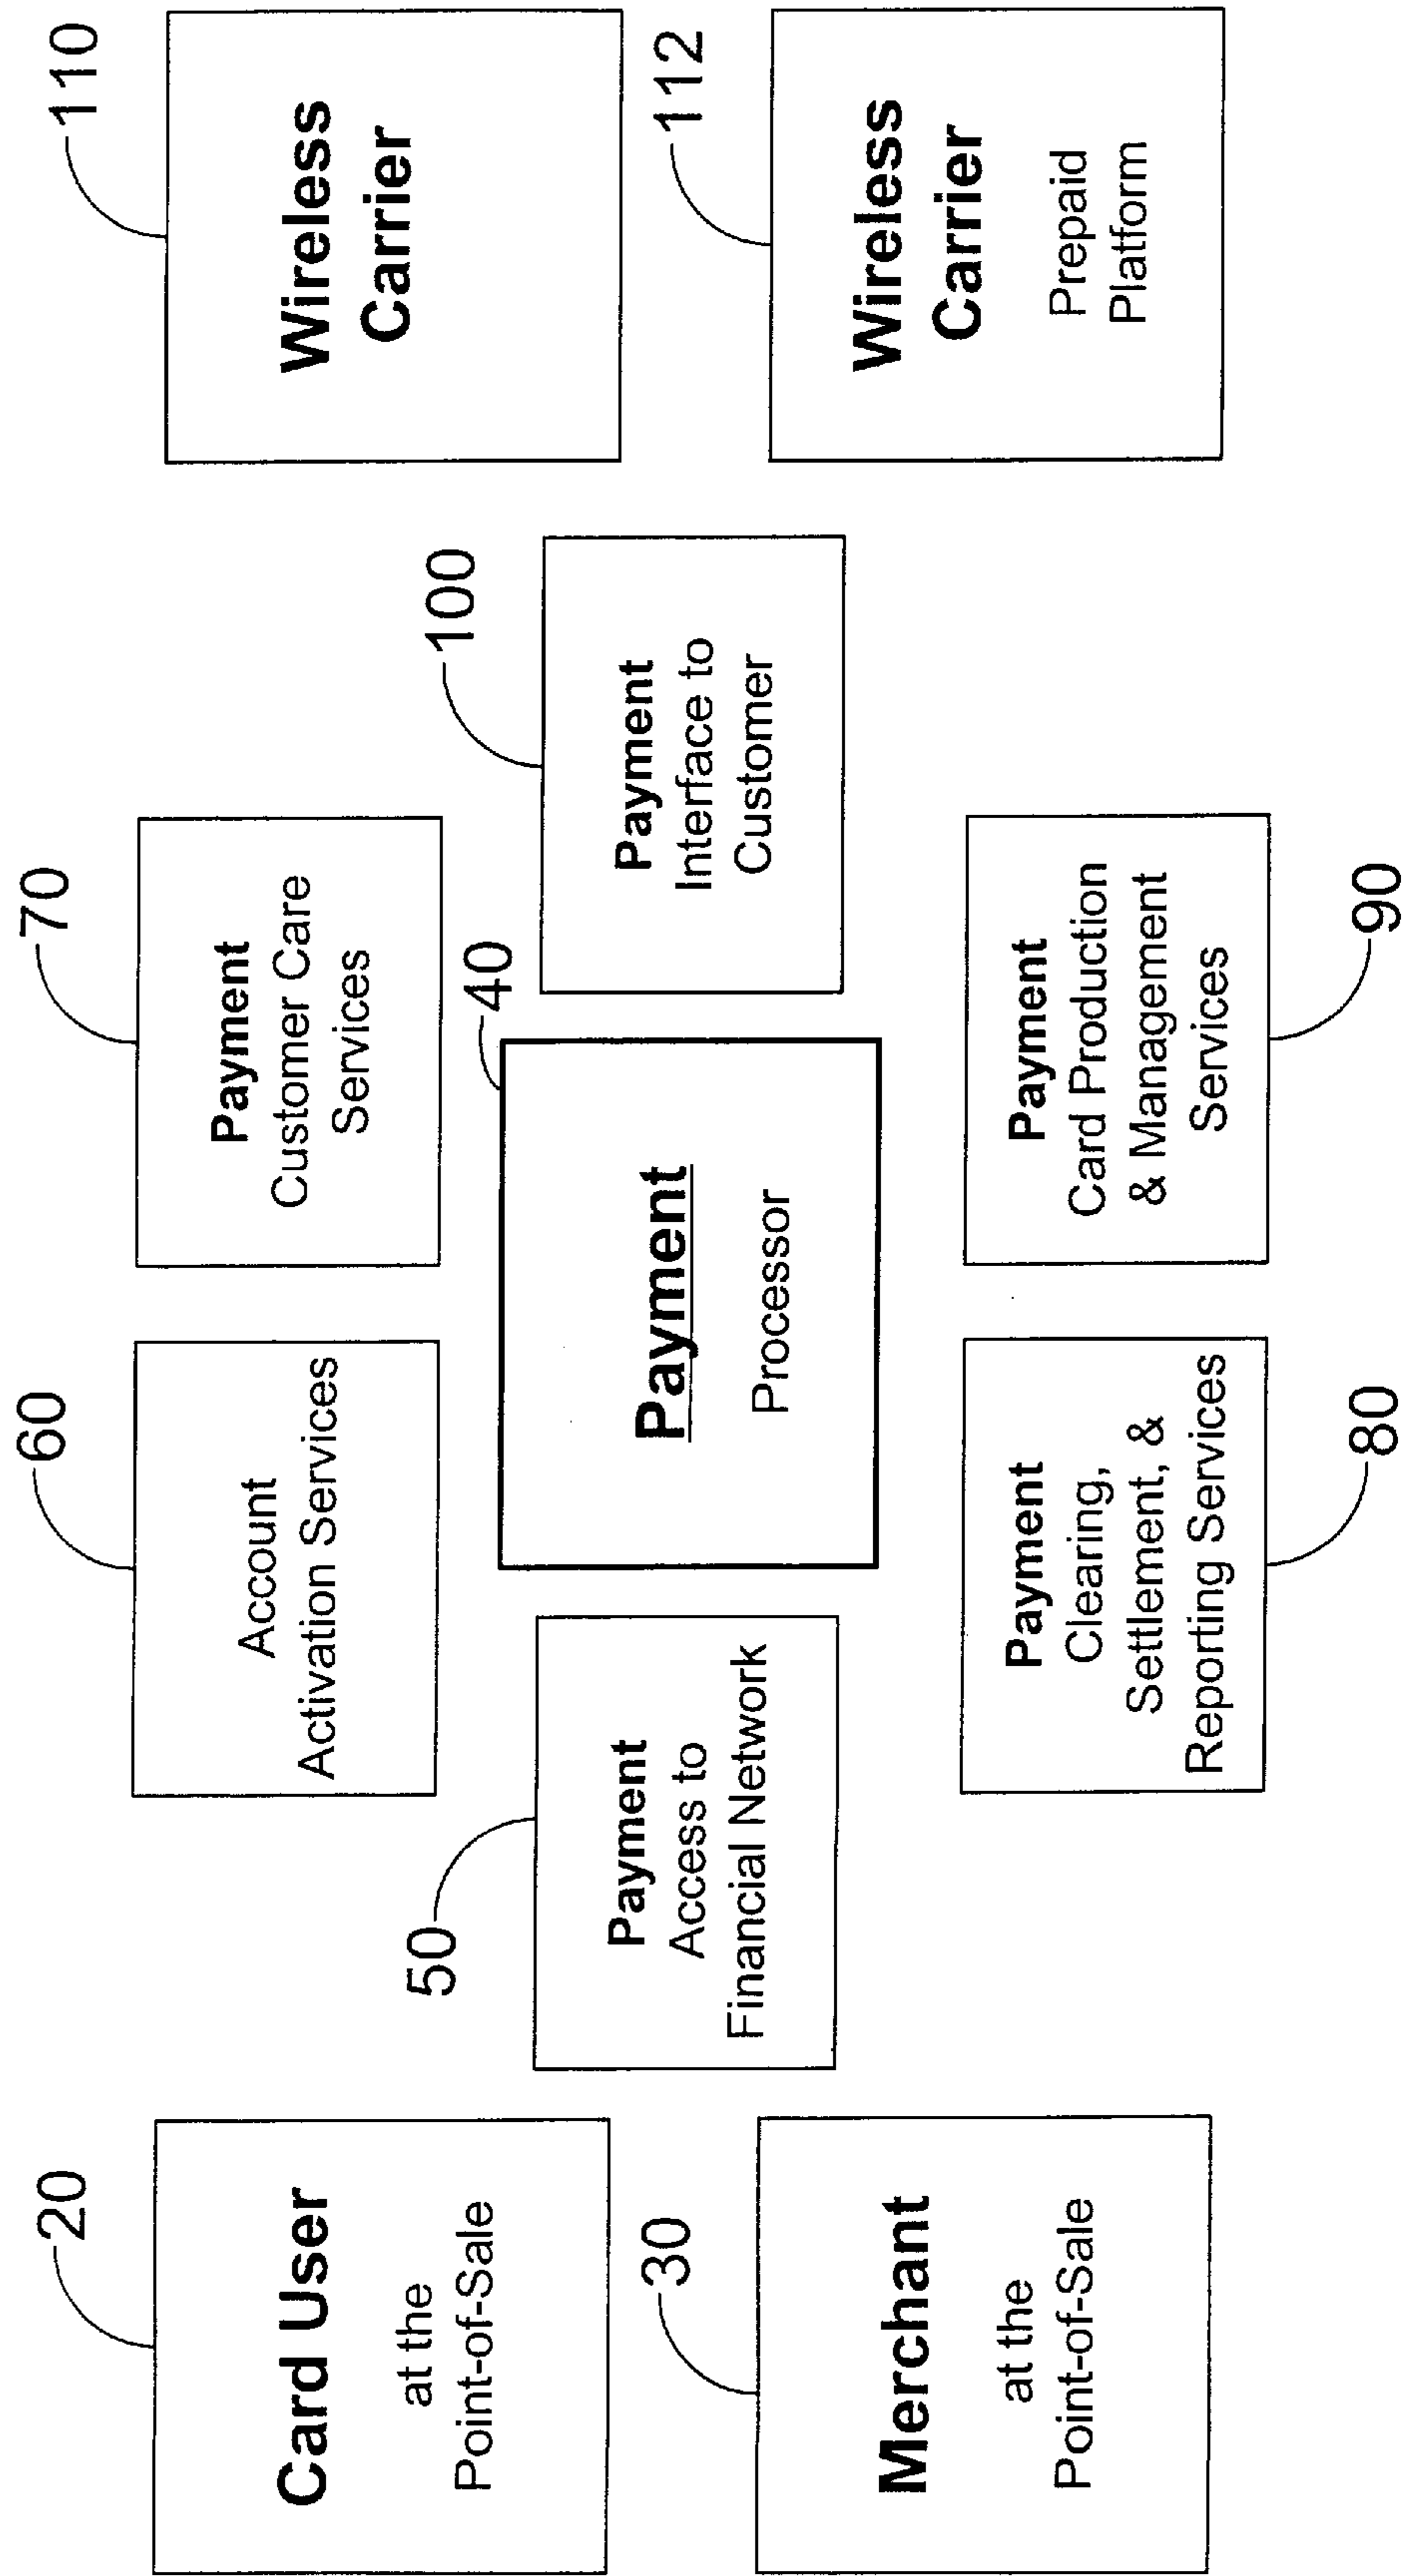 20
Card User
at the
Point-of-Sale
30
Merchant
at the
Point-of-Sale
50
Payment
Access to
Financial Network
60
Account
Activation Services
70
Payment
Customer Care
Services
40
Payment
Processor
80
Payment
Clearing,
Settlement, &
Reporting Services
90
Payment
Card Production
& Management
Services
100
Payment
Interface to
Customer
110
Wireless
Carrier
112
Wireless
Carrier
Prepaid
Platform